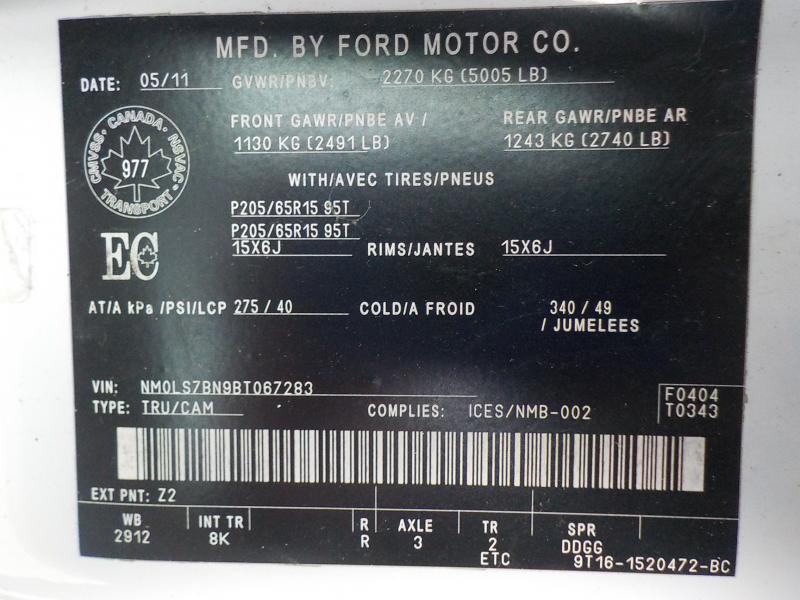 MFD. BY FORD MOTOR CO.
DATE: 05/11 GVWR/PNBV: 2270 KG (5005 LB)
FRONT GAWR/PNBE AV / REAR GAWR/PNBE AR
1130 KG (2491 LB) 1243 KG (2740 LB)
CMVSS. CANADA. NSVAC
977
TRANSPORT
WITH/AVEC TIRES/PNEUS
P205/65R15 95T
P205/65R15 95T
EC
15X6J RIMS/JANTES 15X6J
AT/A kPa /PSI/LCP 275 / 40 COLD/A FROID 340 / 49
/ JUMELEES
VIN: NM0LS7BN9BT067283 F0404
TYPE: TRU/CAM COMPLIES: ICES/NMB-002 T0343
EXT PNT: Z2
WB INT TR R AXLE TR SPR
2912 8K R 3 2 DDGG
ETC 9T16-1520472-BC